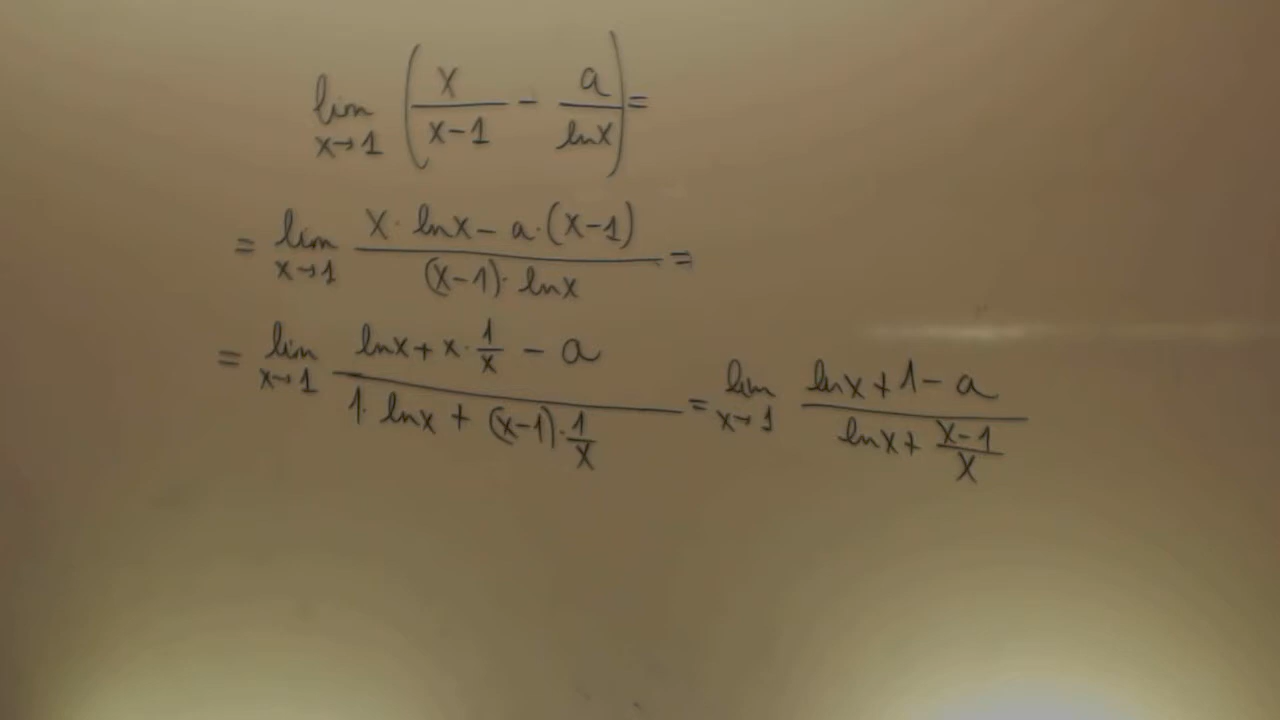 lim x→1 (x/(x-1) - a/lnx) =
= lim x→1 (x · lnx - a · (x-1))/((x-1) · lnx) =
= lim x→1 (lnx + x · 1/x - a)/(1 · lnx + (x-1) · 1/x) = lim x→1 (lnx + 1 - a)/(lnx + (x-1)/x)